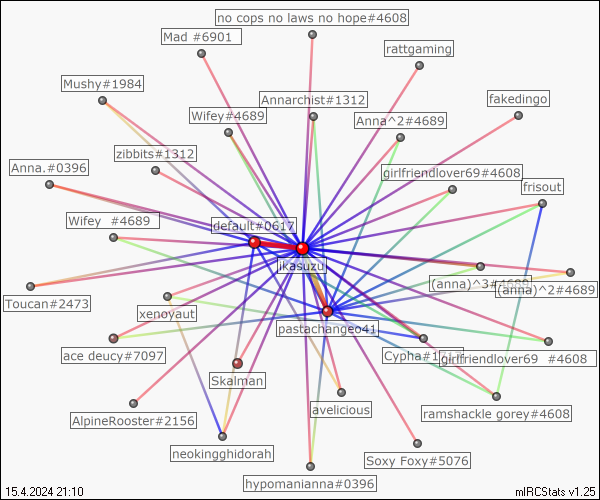 no cops no laws no hope#4608
Mad #6901
rattgaming
Mushy#1984
Annarchist#1312
fakedingo
Wifey#4689
Anna^2#4689
zibbits#1312
Anna.#0396
girlfriendlover69#4608
frisout
Wifey #4689
default#0617
jikasuzu
(anna)^3#4689
(anna)^2#4689
Toucan#2473
xenoyaut
pastachangeo41
ace deucy#7097
Cypha#1717
girlfriendlover69 #4608
Skalman
AlpineRooster#2156
avelicious
ramshackle gorey#4608
neokingghidorah
Soxy Foxy#5076
hypomanianna#0396
15.4.2024 21:10
mIRCStats v1.25